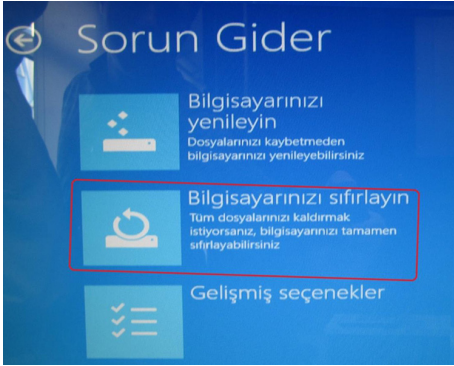 Sorun Gider
Bilgisayarınızı
yenileyin
Dosyalarınızı kaybetmeden
bilgisayarınızı yenileyebilirsiniz
Bilgisayarınızı sıfırlayın
Tüm dosyalarınızı kaldırmak
istiyorsanız, bilgisayarınızı tamamen
sıfırlayabilirsiniz
Gelişmiş seçenekler